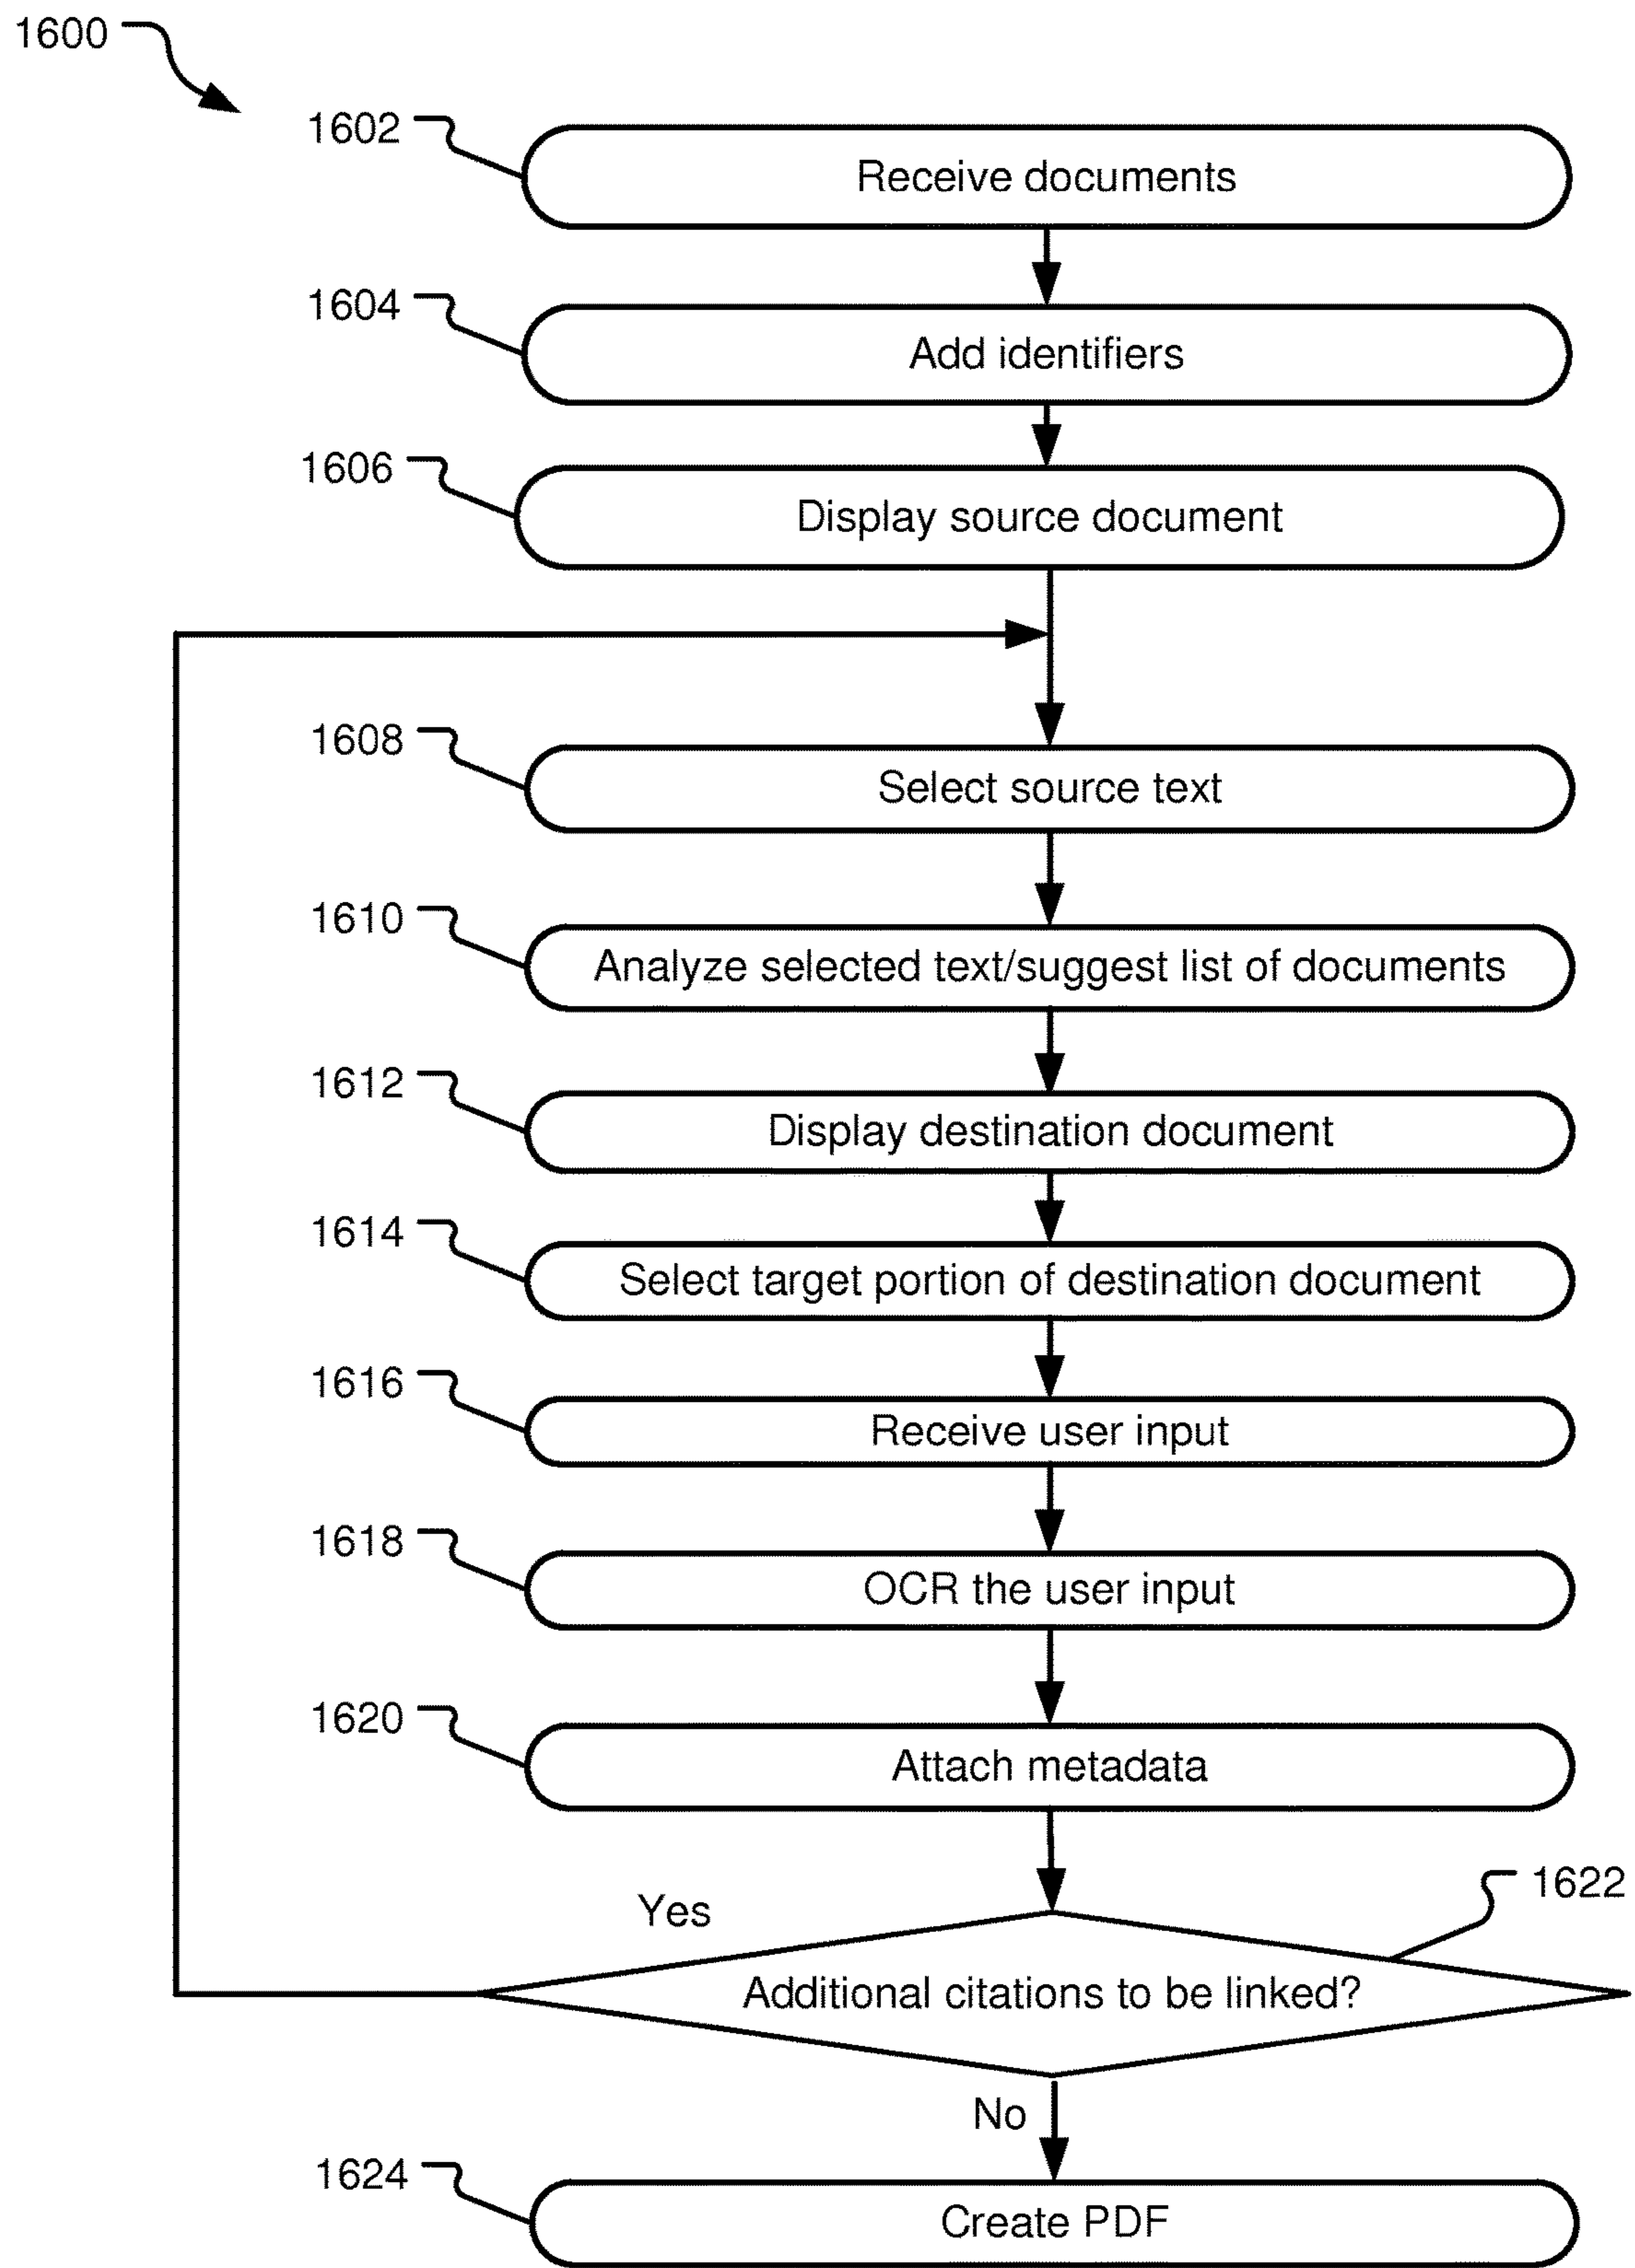 1600
1602
Receive documents
1604
Add identifiers
1606
Display source document
1608
Select source text
1610
Analyze selected text/suggest list of documents
1612
Display destination document
1614
Select target portion of destination document
1616
Receive user input
1618
OCR the user input
1620
Attach metadata
1622
Yes
Additional citations to be linked?
No
1624
Create PDF